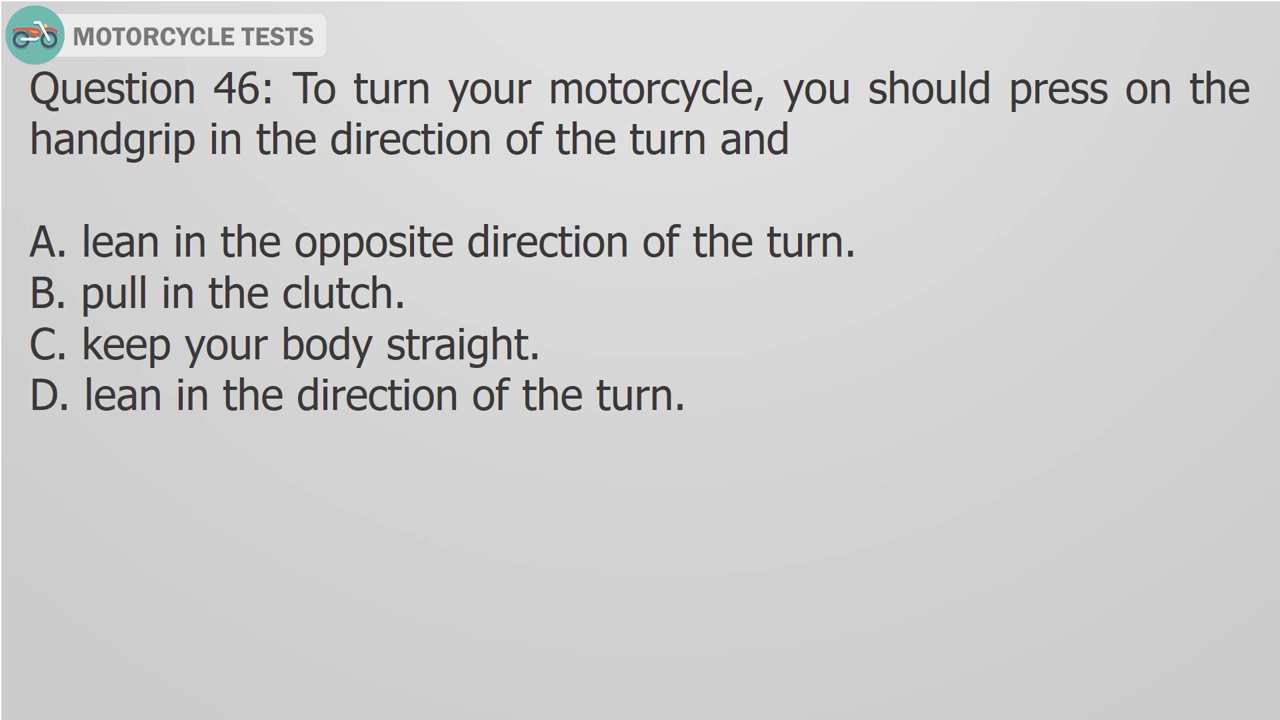 MOTORCYCLE TESTS
Question 46: To turn your motorcycle, you should press on the
handgrip in the direction of the turn and
A. lean in the opposite direction of the turn.
B. pull in the clutch.
C. keep your body straight.
D. lean in the direction of the turn.